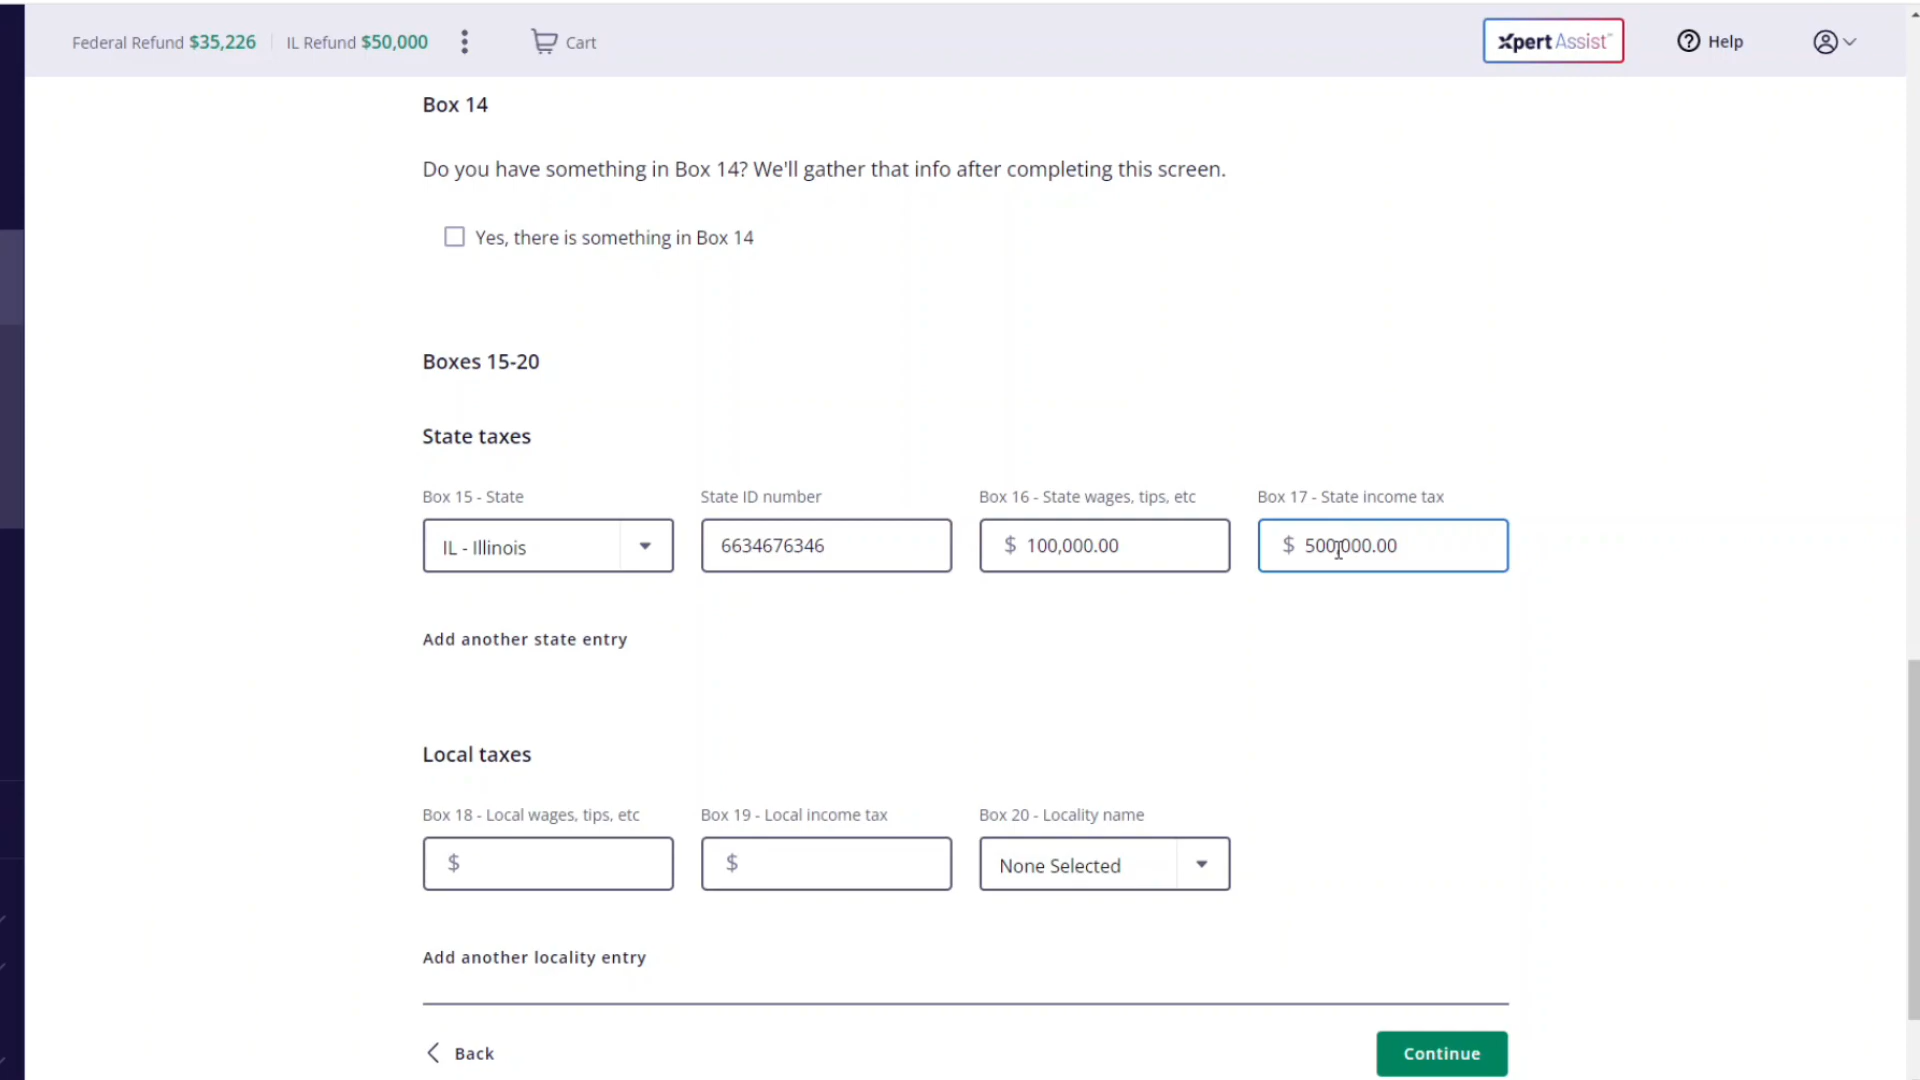 Federal Refund $35,226 IL Refund $50,000 Cart XpertAssist Help
Box 14
Do you have something in Box 14? We'll gather that info after completing this screen.
Yes, there is something in Box 14
Boxes 15-20
State taxes
Box 15 - State State ID number Box 16 - State wages, tips, etc Box 17 - State income tax
IL - Illinois 6634676346 $ 100,000.00 $ 500,000.00
Add another state entry
Local taxes
Box 18 - Local wages, tips, etc Box 19 - Local income tax Box 20 - Locality name
$ $ None Selected
Add another locality entry
Back Continue